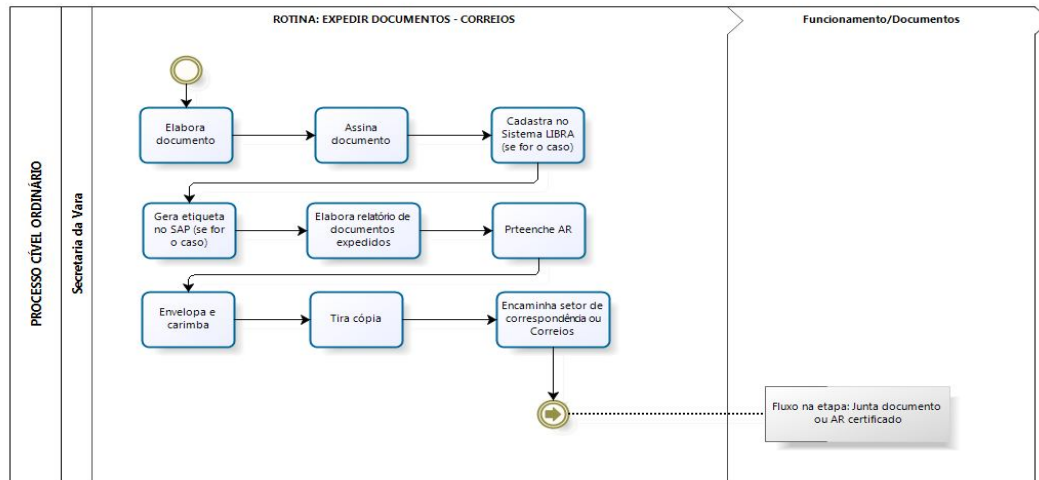 ROTINA: EXPEDIR DOCUMENTOS - CORREIOS
Funcionamento/Documentos
PROCESSO CÍVEL ORDINÁRIO
Secretaria da Vara
Elabora
documento
Assina
documento
Cadastra no
Sistema LIBRA
(se for o caso)
Gera etiqueta
no SAP (se for
o caso)
Elabora relatório de
documentos
expedidos
Prteenche AR
Envelopa e
carimba
Tira cópia
Encaminha setor de
correspondência ou
Correios
Fluxo na etapa: Junta documento
ou AR certificado